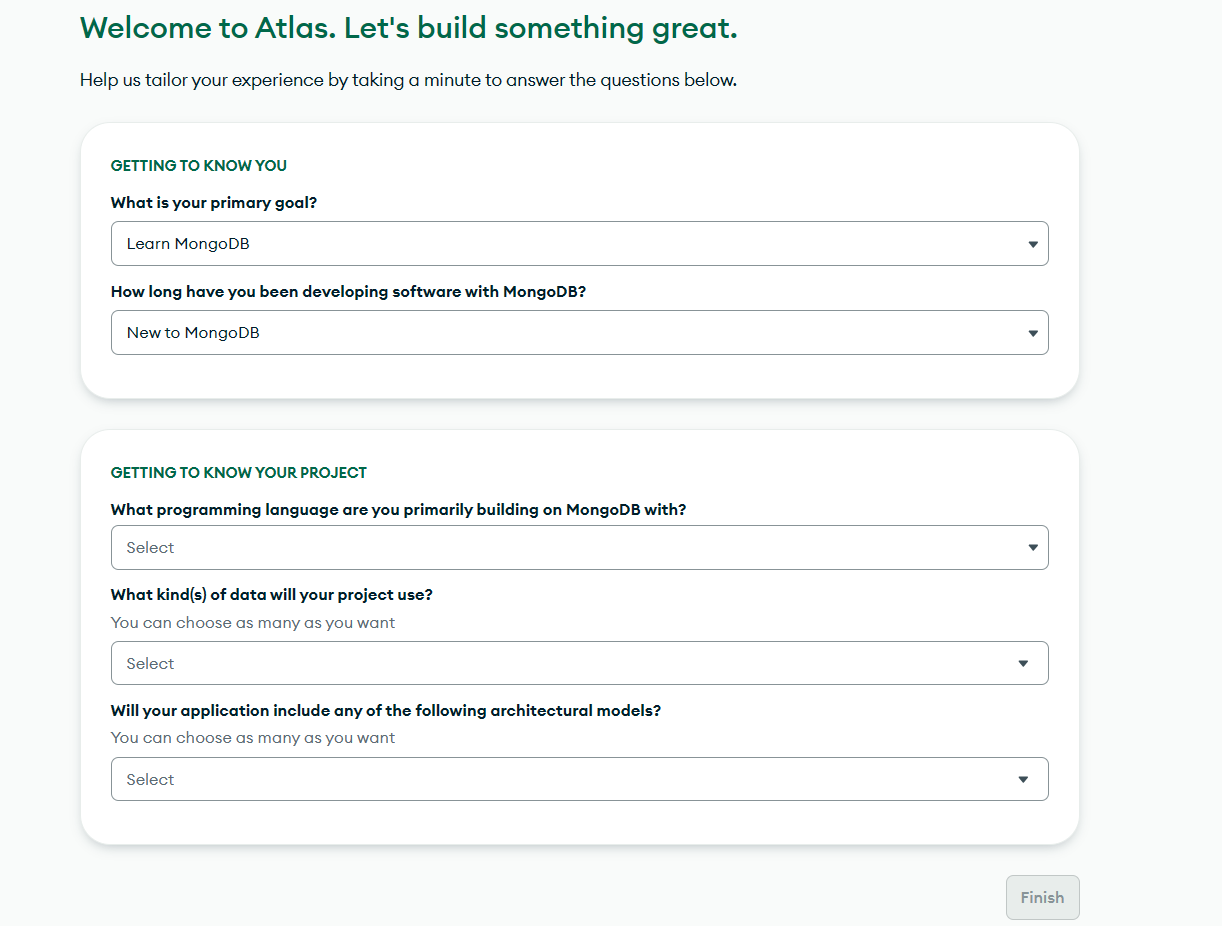 Welcome to Atlas. Let's build something great.
Help us tailor your experience by taking a minute to answer the questions below.
GETTING TO KNOW YOU
What is your primary goal?
Learn MongoDB
How long have you been developing software with MongoDB?
New to MongoDB
GETTING TO KNOW YOUR PROJECT
What programming language are you primarily building on MongoDB with?
Select
What kind(s) of data will your project use?
You can choose as many as you want
Select
Will your application include any of the following architectural models?
You can choose as many as you want
Select
Finish